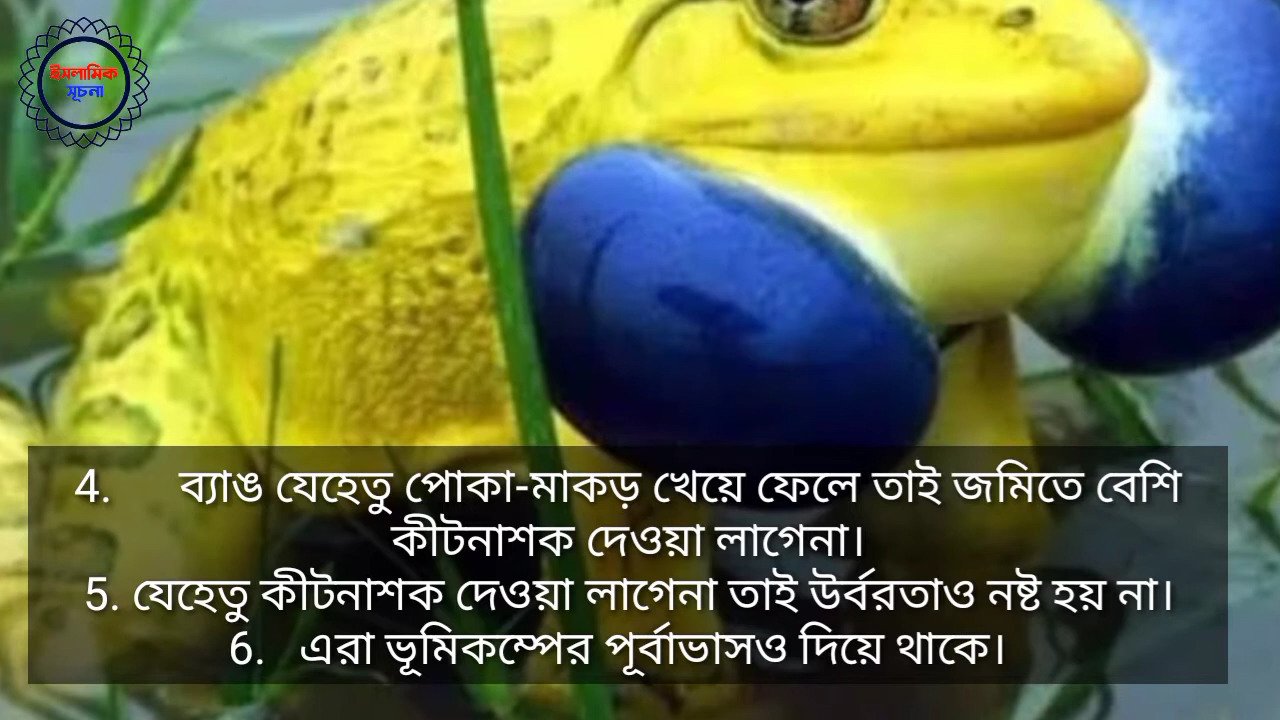 ইসলামিক
সূচনা
4. ব্যাঙ যেহেতু পোকা-মাকড় খেয়ে ফেলে তাই জমিতে বেশি
কীটনাশক দেওয়া লাগেনা।
5. যেহেতু কীটনাশক দেওয়া লাগেনা তাই উর্বরতাও নষ্ট হয় না।
6. এরা ভূমিকম্পের পূর্বাভাসও দিয়ে থাকে।